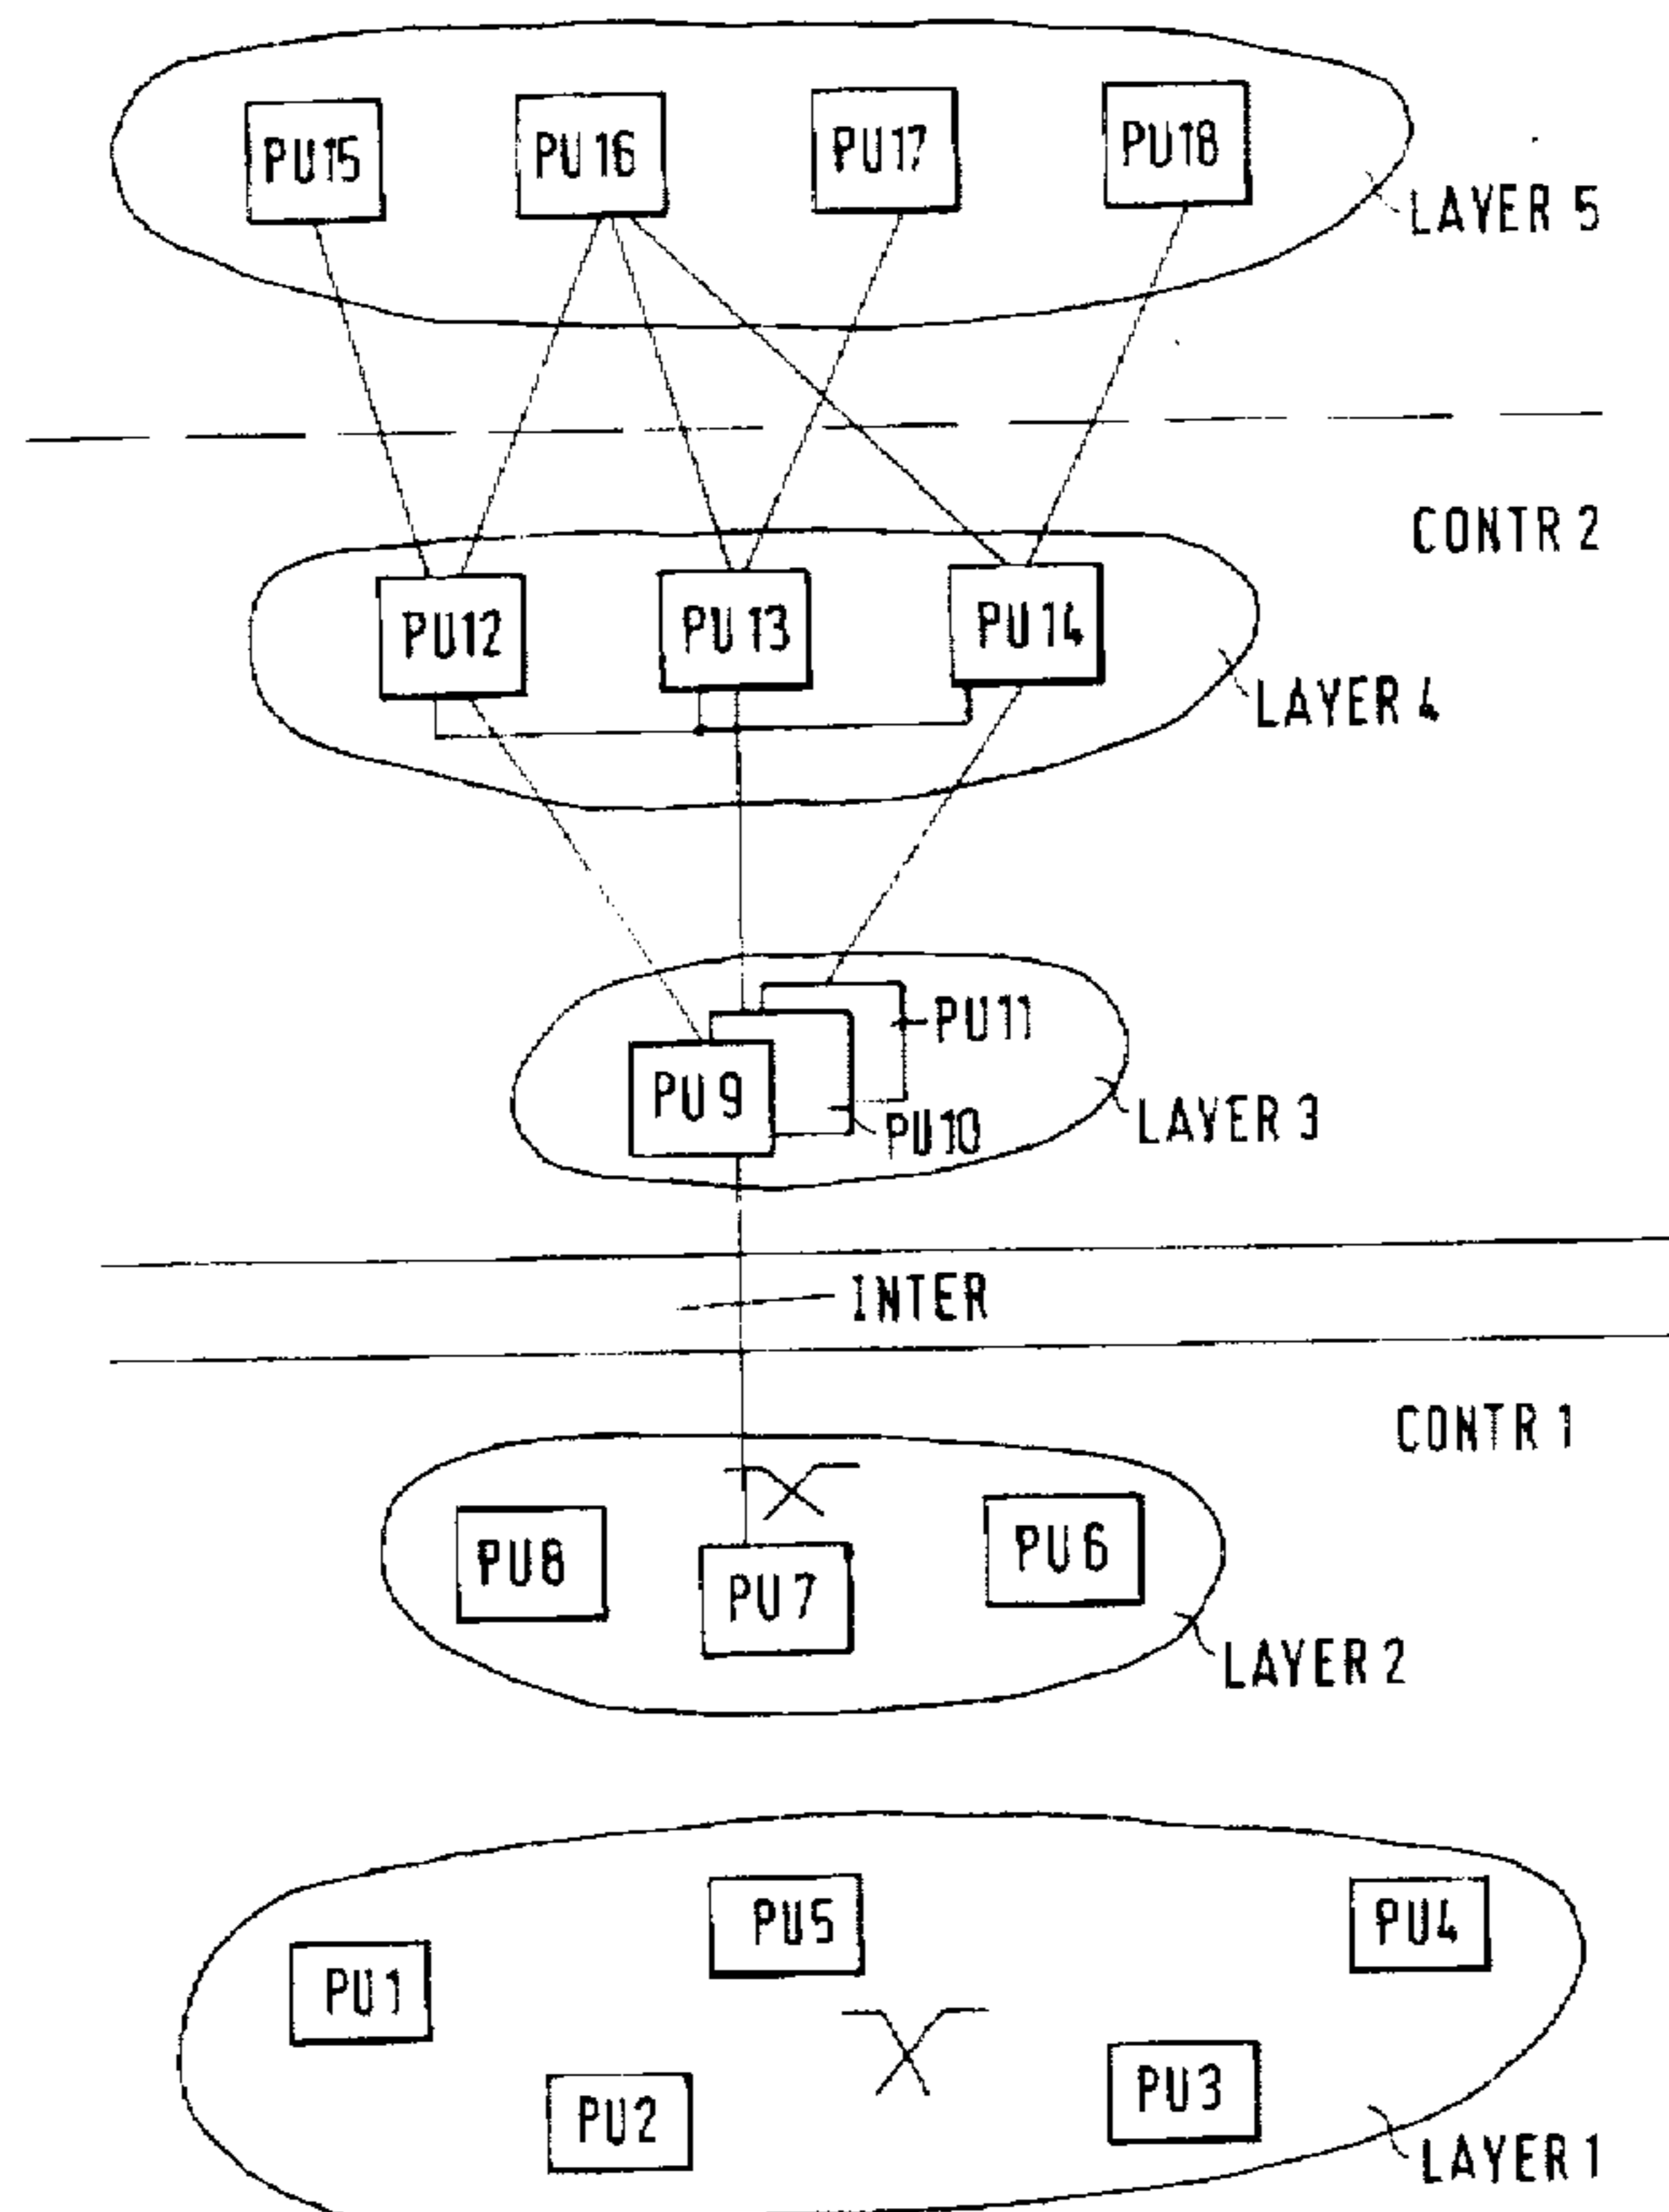 PU15
PU16
PU17
PU18
LAYER 5
CONTR 2
PU12
PU13
PU14
LAYER 4
PU11
PU9
PU10
LAYER 3
INTER
CONTR 1
PU8
PU7
PU6
LAYER 2
PU5
PU4
PU1
PU3
PU2
LAYER 1